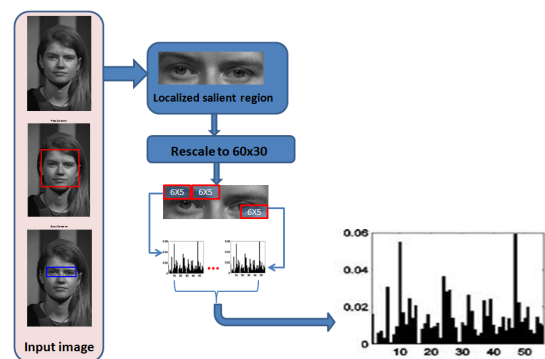 Localized salient region
Rescale to 60x30
6X5 6X5
6X5
...
Input image
0.06
0.04
0.02
0
10 20 30 40 50